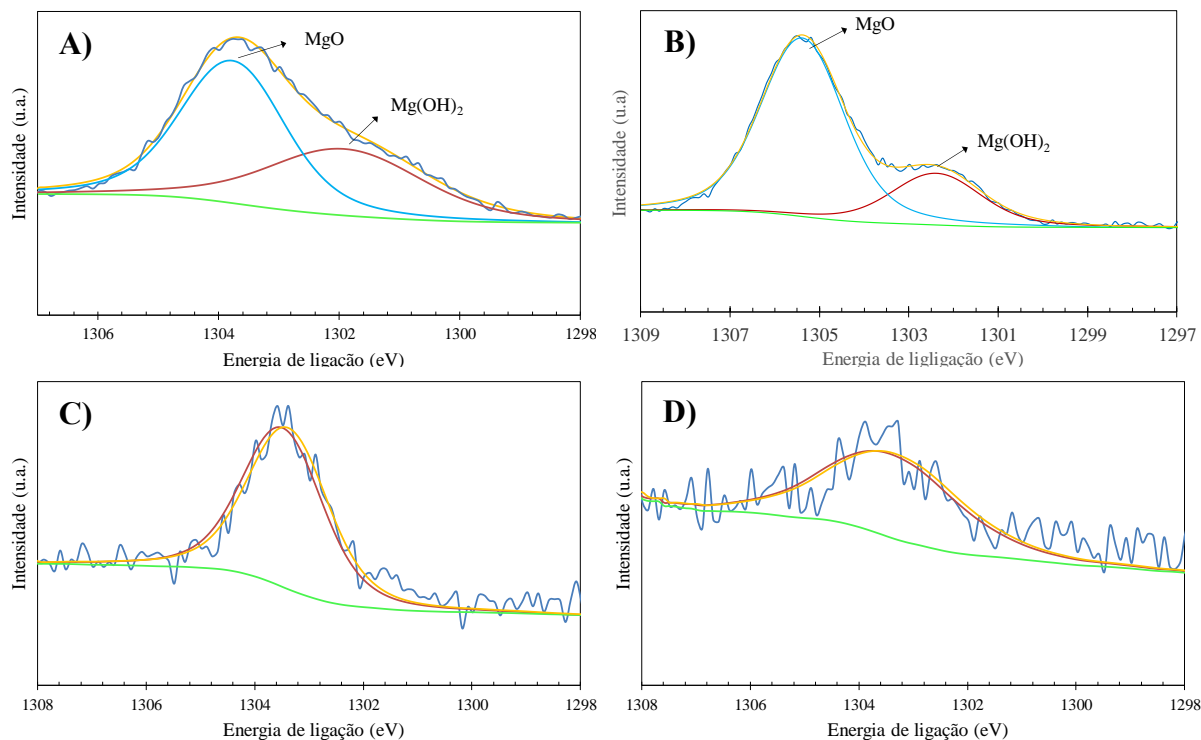 A)
MgO
Mg(OH)2
Intensidade (u.a.)
1306 1304 1302 1300 1298
Energia de ligação (eV)
B)
MgO
Mg(OH)2
Intensidade (u.a)
1309 1307 1305 1303 1301 1299 1297
Energia de ligligação (eV)
C)
Intensidade (u.a.)
1308 1306 1304 1302 1300 1298
Energia de ligação (eV)
D)
Intensidade (u.a.)
1308 1306 1304 1302 1300 1298
Energia de ligação (eV)